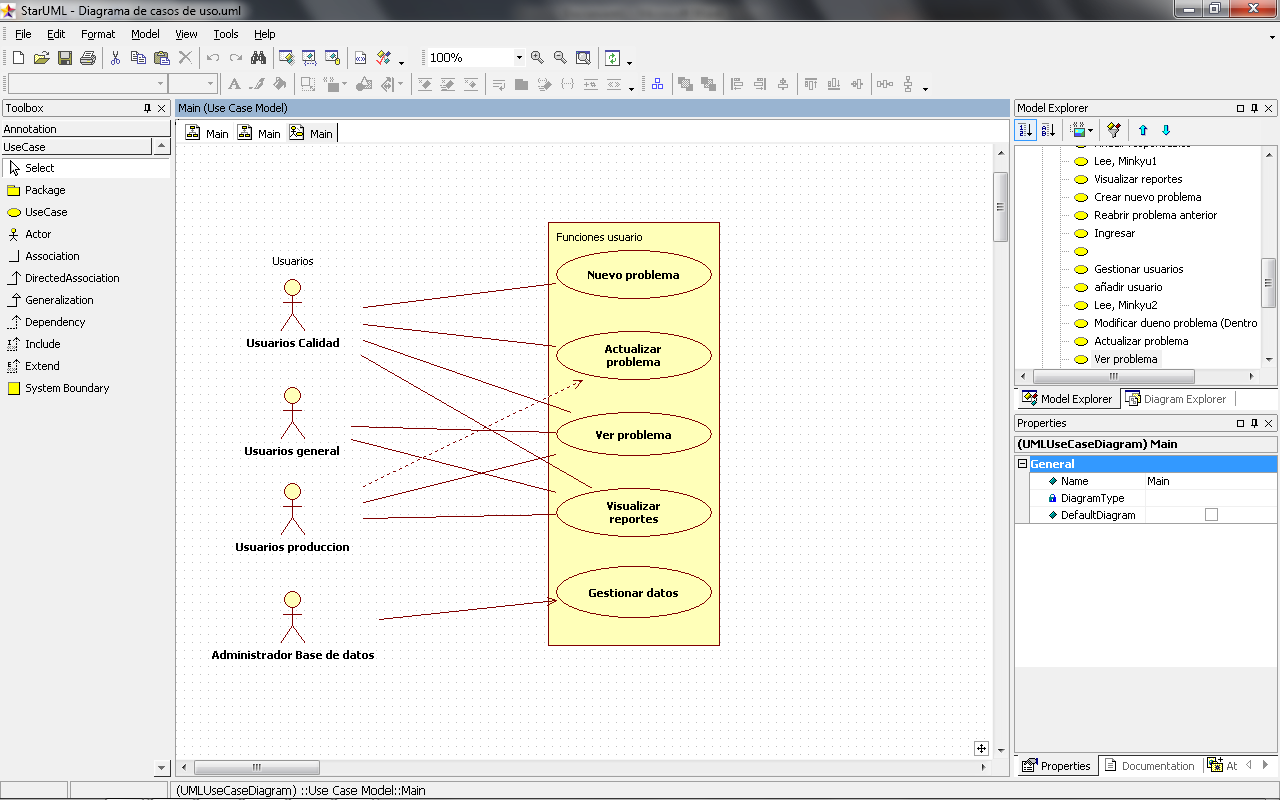 StarUML - Diagrama de casos de uso.uml
File Edit Format Model View Tools Help
100%
Toolbox
Annotation
UseCase
Select
Package
UseCase
Actor
Association
DirectedAssociation
Generalization
Dependency
Include
Extend
System Boundary
Main (Use Case Model)
Main Main Main
Funciones usuario
Usuarios
Nuevo problema
Usuarios Calidad
Actualizar
problema
Ver problema
Usuarios general
Visualizar
reportes
Usuarios produccion
Gestionar datos
Administrador Base de datos
Model Explorer
Lee, Minkyu1
Visualizar reportes
Crear nuevo problema
Reabrir problema anterior
Ingresar
Gestionar usuarios
añadir usuario
Lee, Minkyu2
Modificar dueno problema (Dentro
Actualizar problema
Ver problema
Model Explorer Diagram Explorer
Properties
(UMLUseCaseDiagram) Main
General
Name Main
DiagramType
DefaultDiagram
Properties Documentation At
(UMLUseCaseDiagram) ::Use Case Model::Main